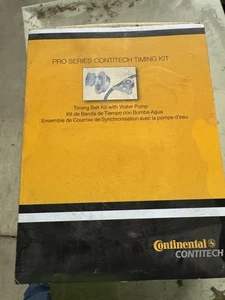 PRO SERIES CONTITECH TIMING KIT
Timing Belt Kit with Water Pump
Kit de Banda de Tiempo con Bomba Agua
Ensemble de Courroie de Synchronisation avec la pompe d'eau
Continental
CONTITECH